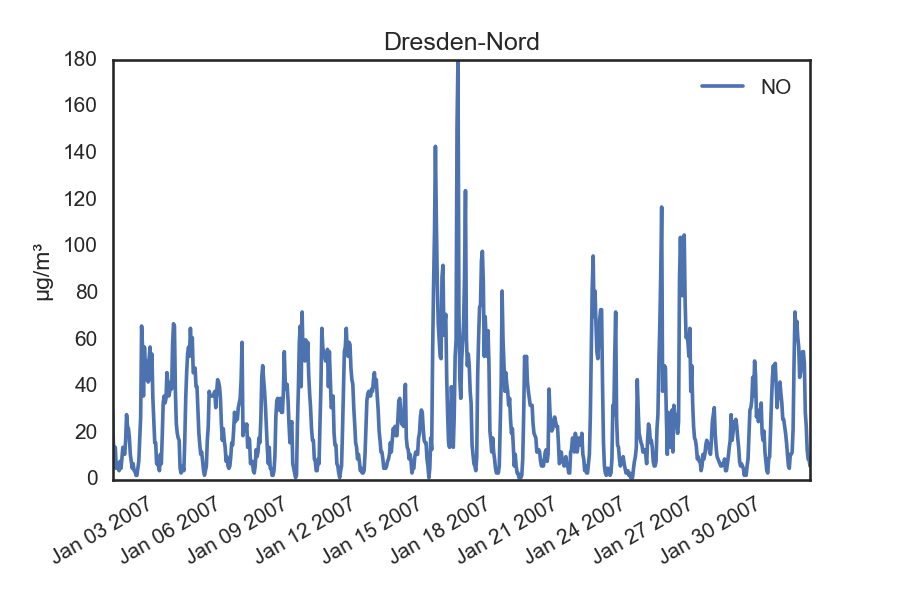 Dresden-Nord
NO
µg/m³
180
160
140
120
100
80
60
40
20
0
Jan 03 2007
Jan 06 2007
Jan 09 2007
Jan 12 2007
Jan 15 2007
Jan 18 2007
Jan 21 2007
Jan 24 2007
Jan 27 2007
Jan 30 2007